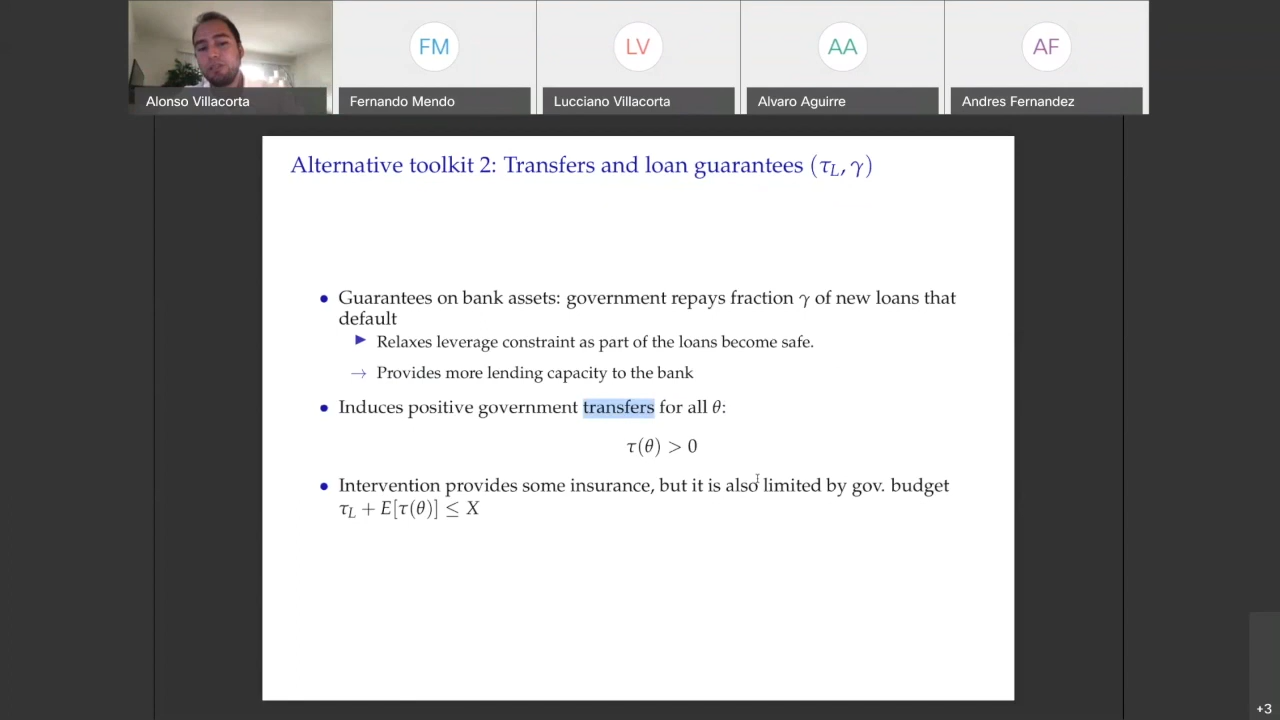 FM
LV
AA
AF
Alonso Villacorta
Fernando Mendo
Lucciano Villacorta
Alvaro Aguirre
Andres Fernandez
Alternative toolkit 2: Transfers and loan guarantees (τ_L, γ)
• Guarantees on bank assets: government repays fraction γ of new loans that
default
▶ Relaxes leverage constraint as part of the loans become safe.
→ Provides more lending capacity to the bank
• Induces positive government transfers for all θ:
τ(θ) > 0
• Intervention provides some insurance, but it is also limited by gov. budget
τ_L + E[τ(θ)] ≤ X
+3